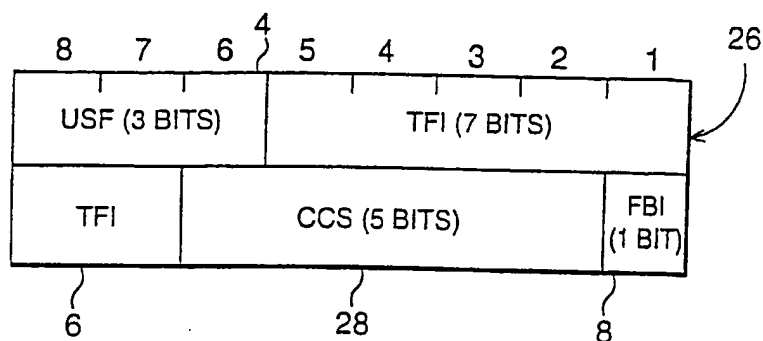 4
8 7 6 5 4 3 2 1
26
USF (3 BITS) TFI (7 BITS)
TFI CCS (5 BITS) FBI
(1 BIT)
6 28 8